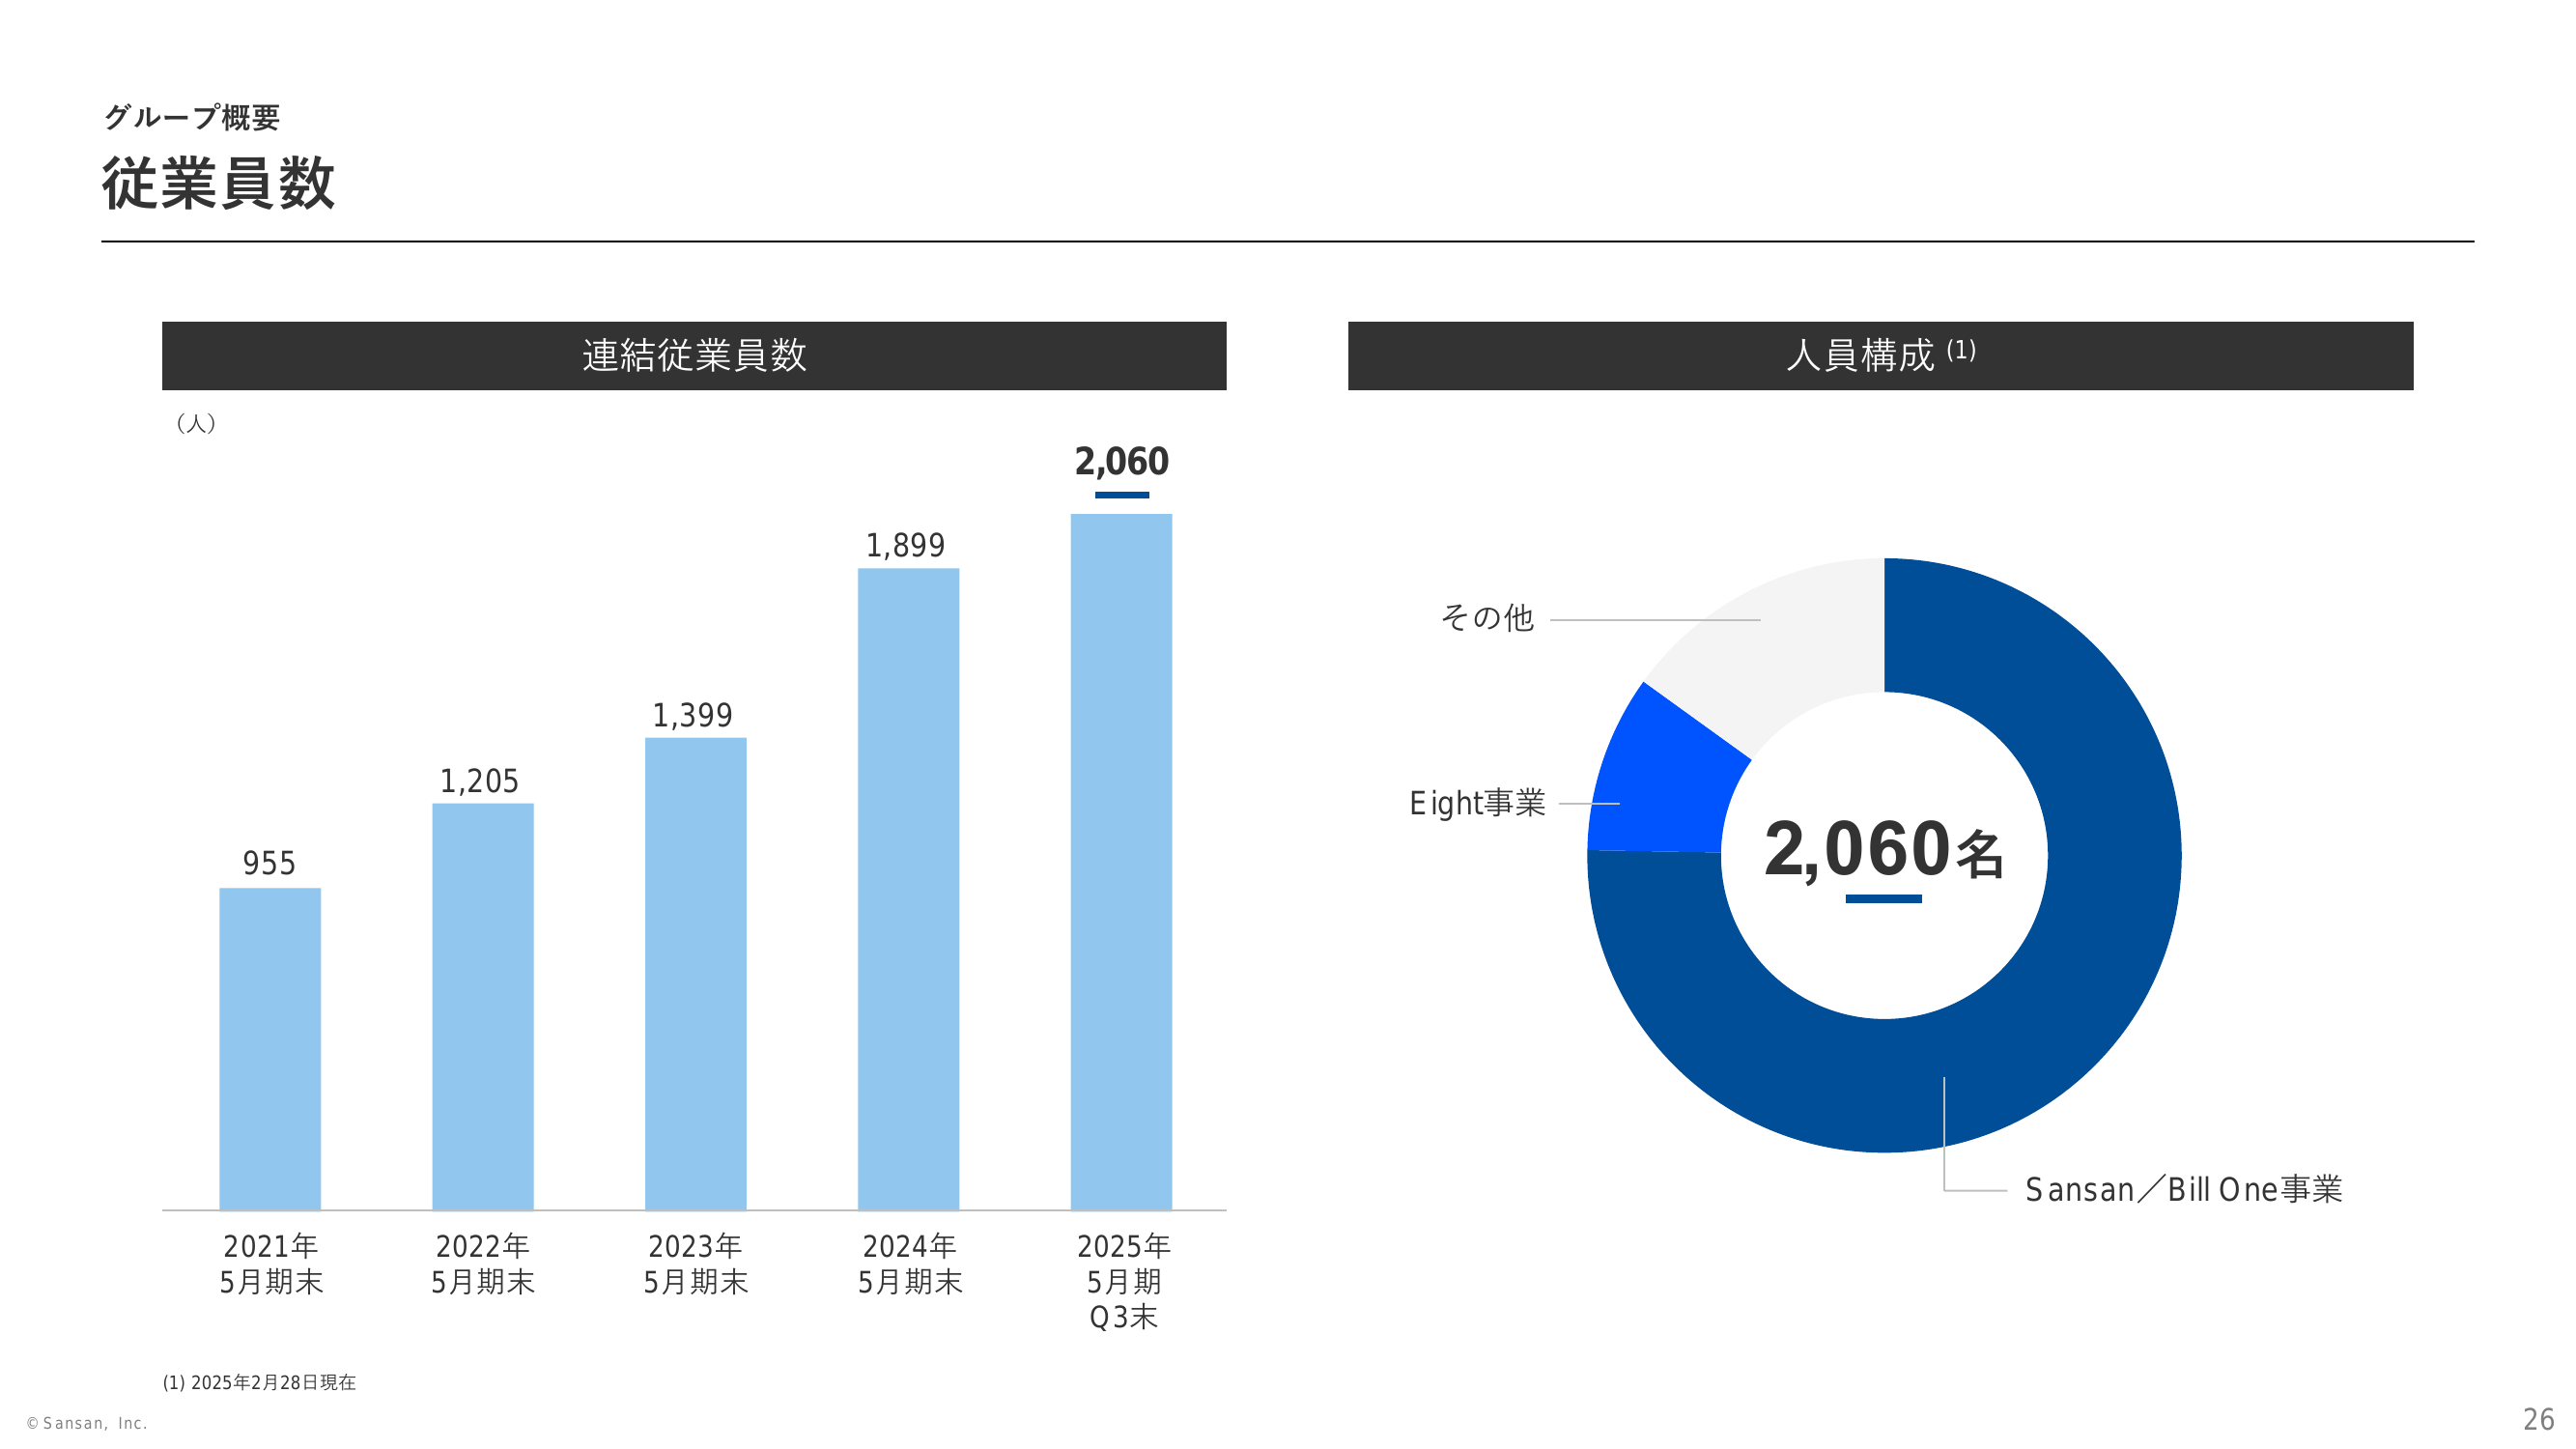 グループ概要
従業員数
連結従業員数
（人）
955
1,205
1,399
1,899
2,060
2021年
5月期末
2022年
5月期末
2023年
5月期末
2024年
5月期末
2025年
5月期
Q3末
人員構成 (1)
その他
Eight事業
2,060名
Sansan／Bill One事業
(1) 2025年2月28日現在
© Sansan, Inc.
26